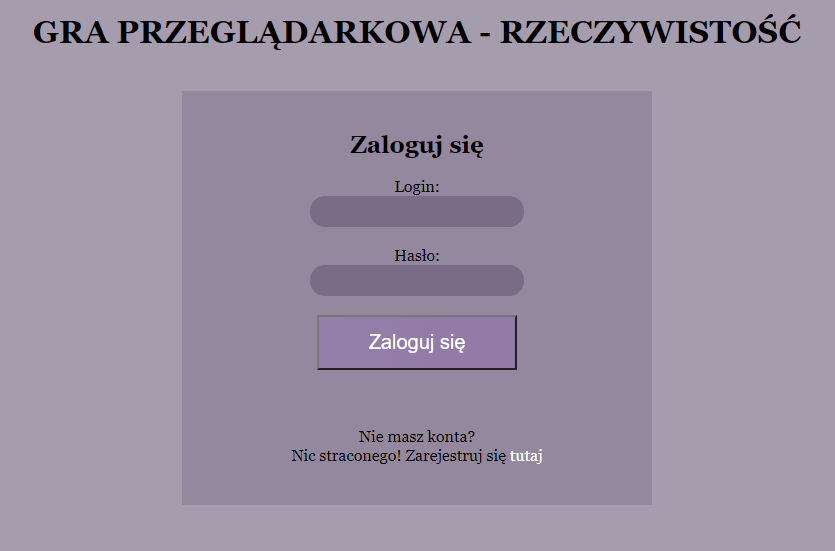 GRA PRZEGLĄDARKOWA - RZECZYWISTOŚĆ
Zaloguj się
Login:
Hasło:
Zaloguj się
Nie masz konta?
Nic straconego! Zarejestruj się tutaj